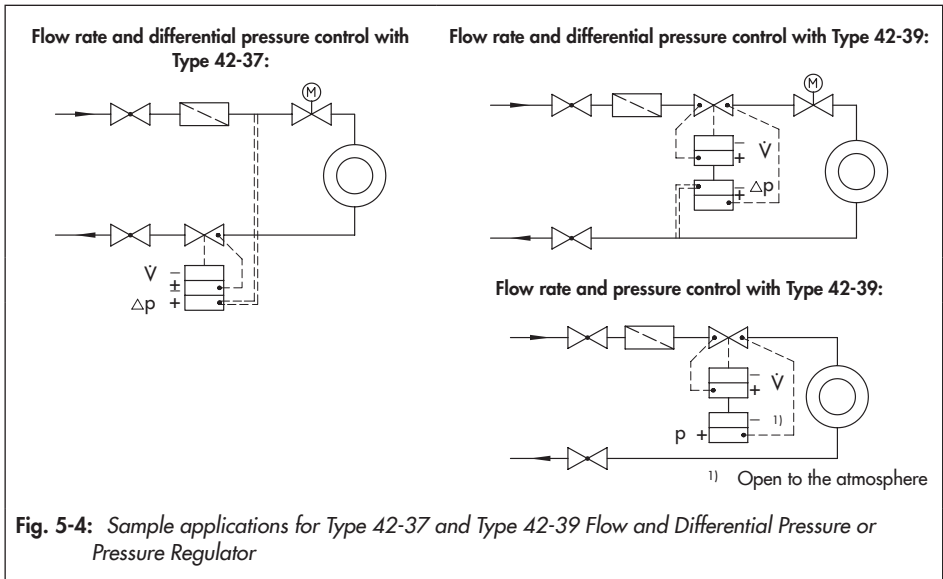 Flow rate and differential pressure control with
Type 42-37:
M
V̇ −
±
Δp +
Flow rate and differential pressure control with Type 42-39:
M
−
+ V̇
− Δp
+
Flow rate and pressure control with Type 42-39:
−
+ V̇
− 1)
p +
1) Open to the atmosphere
Fig. 5-4: Sample applications for Type 42-37 and Type 42-39 Flow and Differential Pressure or
Pressure Regulator